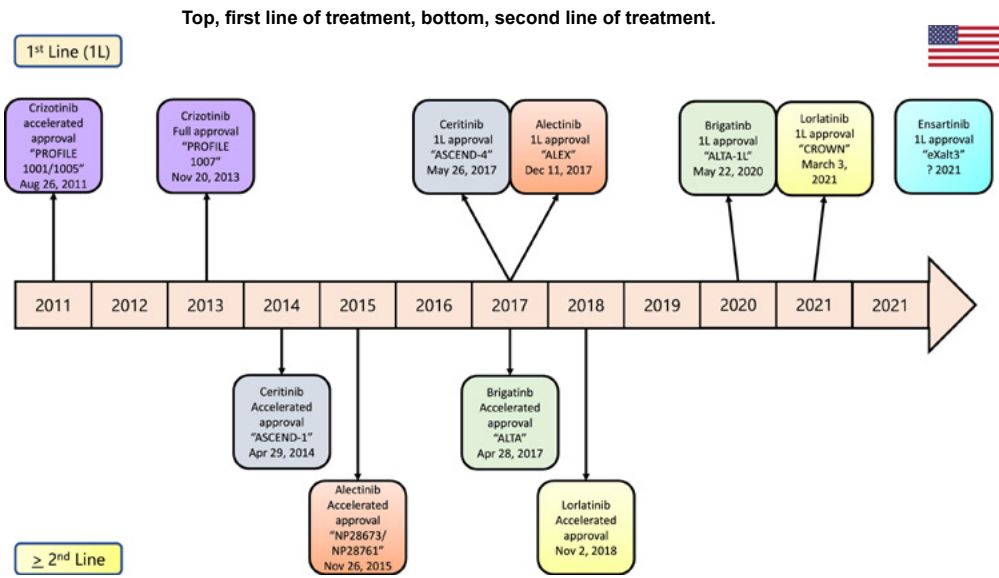 Top, first line of treatment, bottom, second line of treatment.
1st Line (1L)
Crizotinib
accelerated
approval
“PROFILE
1001/1005”
Aug 26, 2011
Crizotinib
Full approval
“PROFILE
1007”
Nov 20, 2013
Ceritinib
1L approval
“ASCEND-4”
May 26, 2017
Alectinib
1L approval
“ALEX”
Dec 11, 2017
Brigatinb
1L approval
“ALTA-1L”
May 22, 2020
Lorlatinib
1L approval
“CROWN”
March 3,
2021
Ensartinib
1L approval
“eXalt3”
? 2021
2011 2012 2013 2014 2015 2016 2017 2018 2019 2020 2021 2021
Ceritinib
Accelerated
approval
“ASCEND-1”
Apr 29, 2014
Brigatinb
Accelerated
approval
“ALTA”
Apr 28, 2017
Alectinib
Accelerated
approval
“NP28673/
NP28761”
Nov 26, 2015
Lorlatinib
Accelerated
approval
Nov 2, 2018
≥ 2nd Line